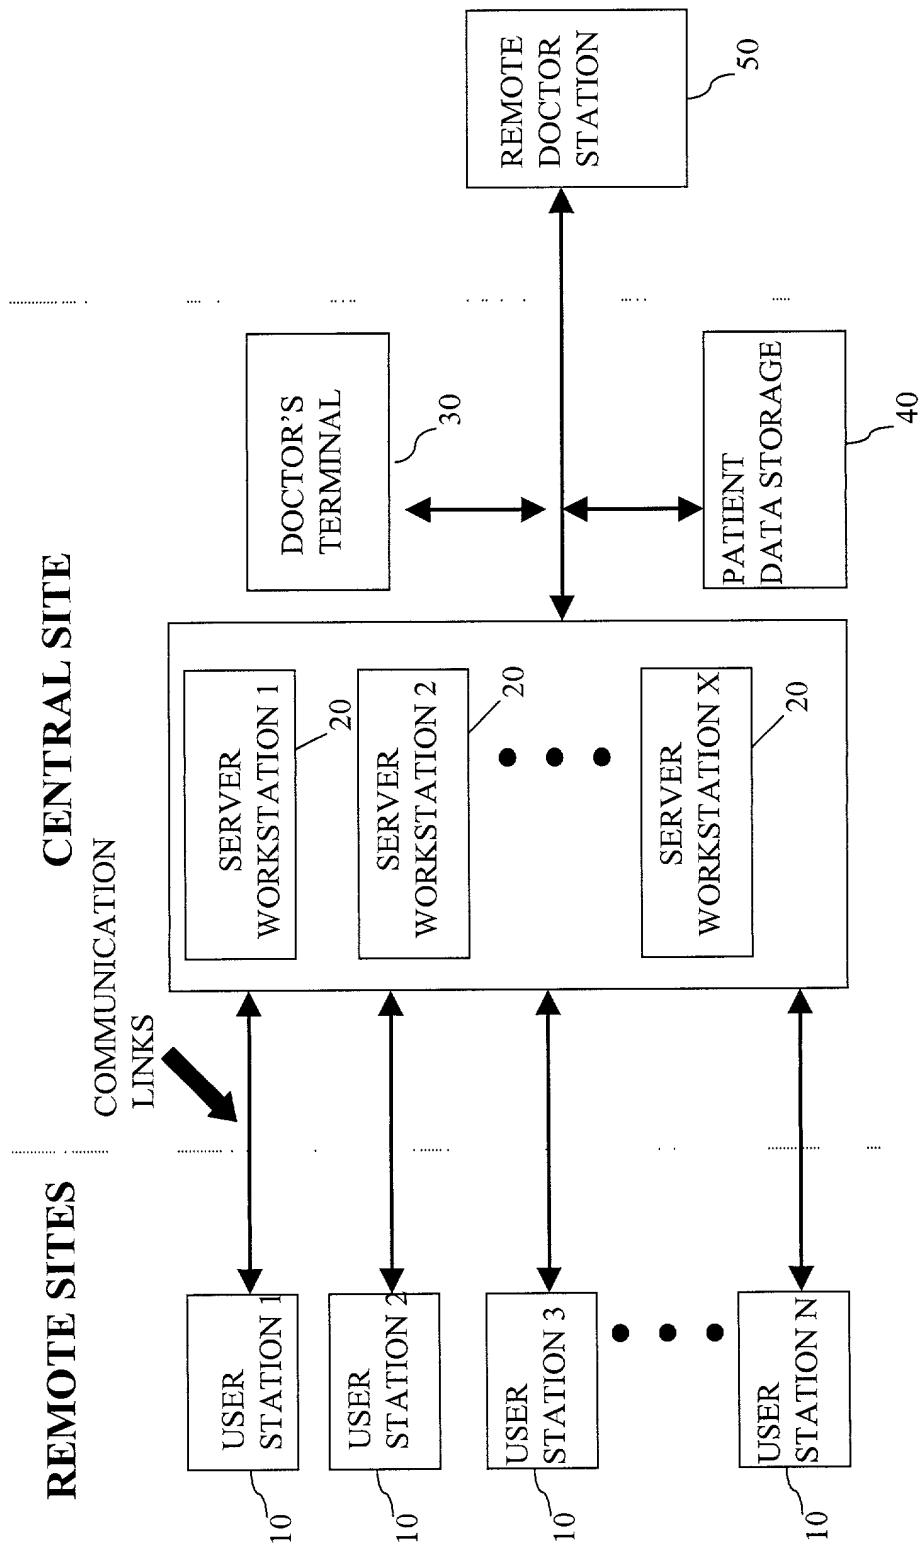 REMOTE SITES
CENTRAL SITE
COMMUNICATION
LINKS
USER
STATION 1
10
USER
STATION 2
10
USER
STATION 3
10
USER
STATION N
10
SERVER
WORKSTATION 1
20
SERVER
WORKSTATION 2
20
SERVER
WORKSTATION X
20
DOCTOR'S
TERMINAL
30
PATIENT
DATA STORAGE
40
REMOTE
DOCTOR
STATION
50